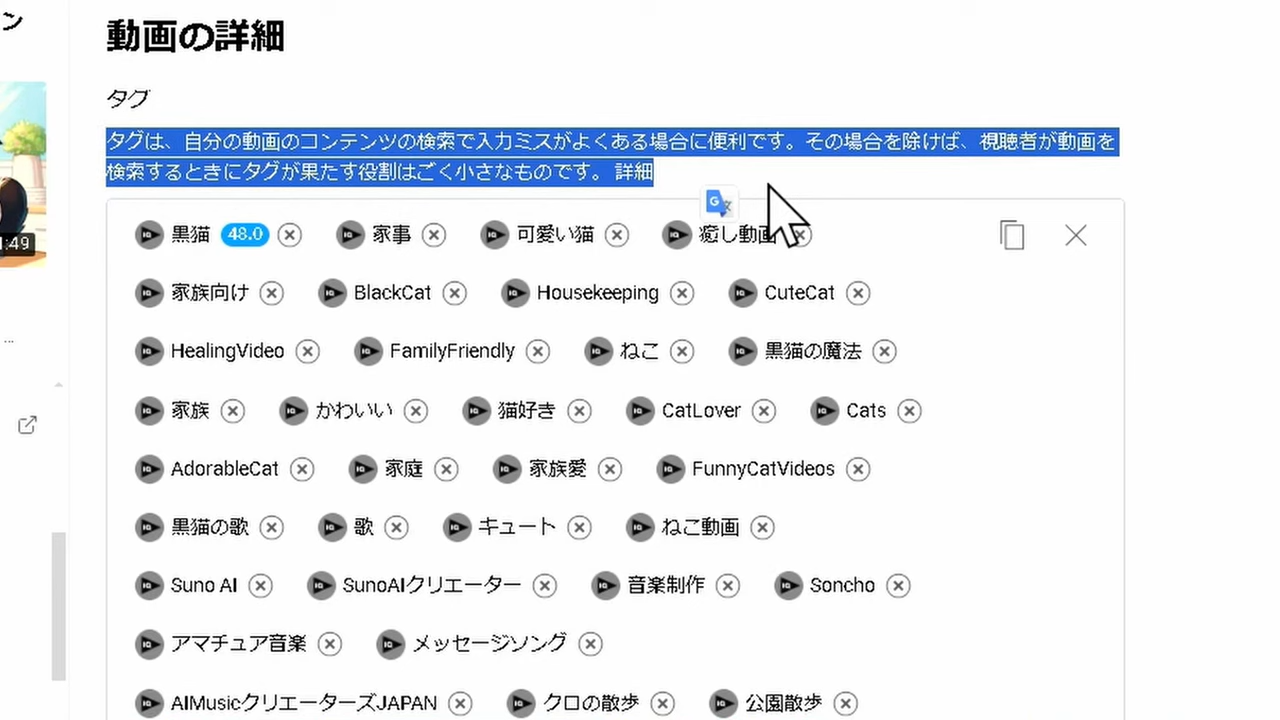 ン
動画の詳細
タグ
タグは、自分の動画のコンテンツの検索で入力ミスがよくある場合に便利です。その場合を除けば、視聴者が動画を
検索するときにタグが果たす役割はごく小さなものです。 詳細
黒猫 48.0 家事 可愛い猫 癒し動画
家族向け BlackCat Housekeeping CuteCat
1:49
HealingVideo FamilyFriendly ねこ 黒猫の魔法
...
家族 かわいい 猫好き CatLover Cats
AdorableCat 家庭 家族愛 FunnyCatVideos
黒猫の歌 歌 キュート ねこ動画
Suno AI SunoAIクリエーター 音楽制作 Soncho
アマチュア音楽 メッセージソング
AIMusicクリエーターズJAPAN クロの散歩 公園散歩